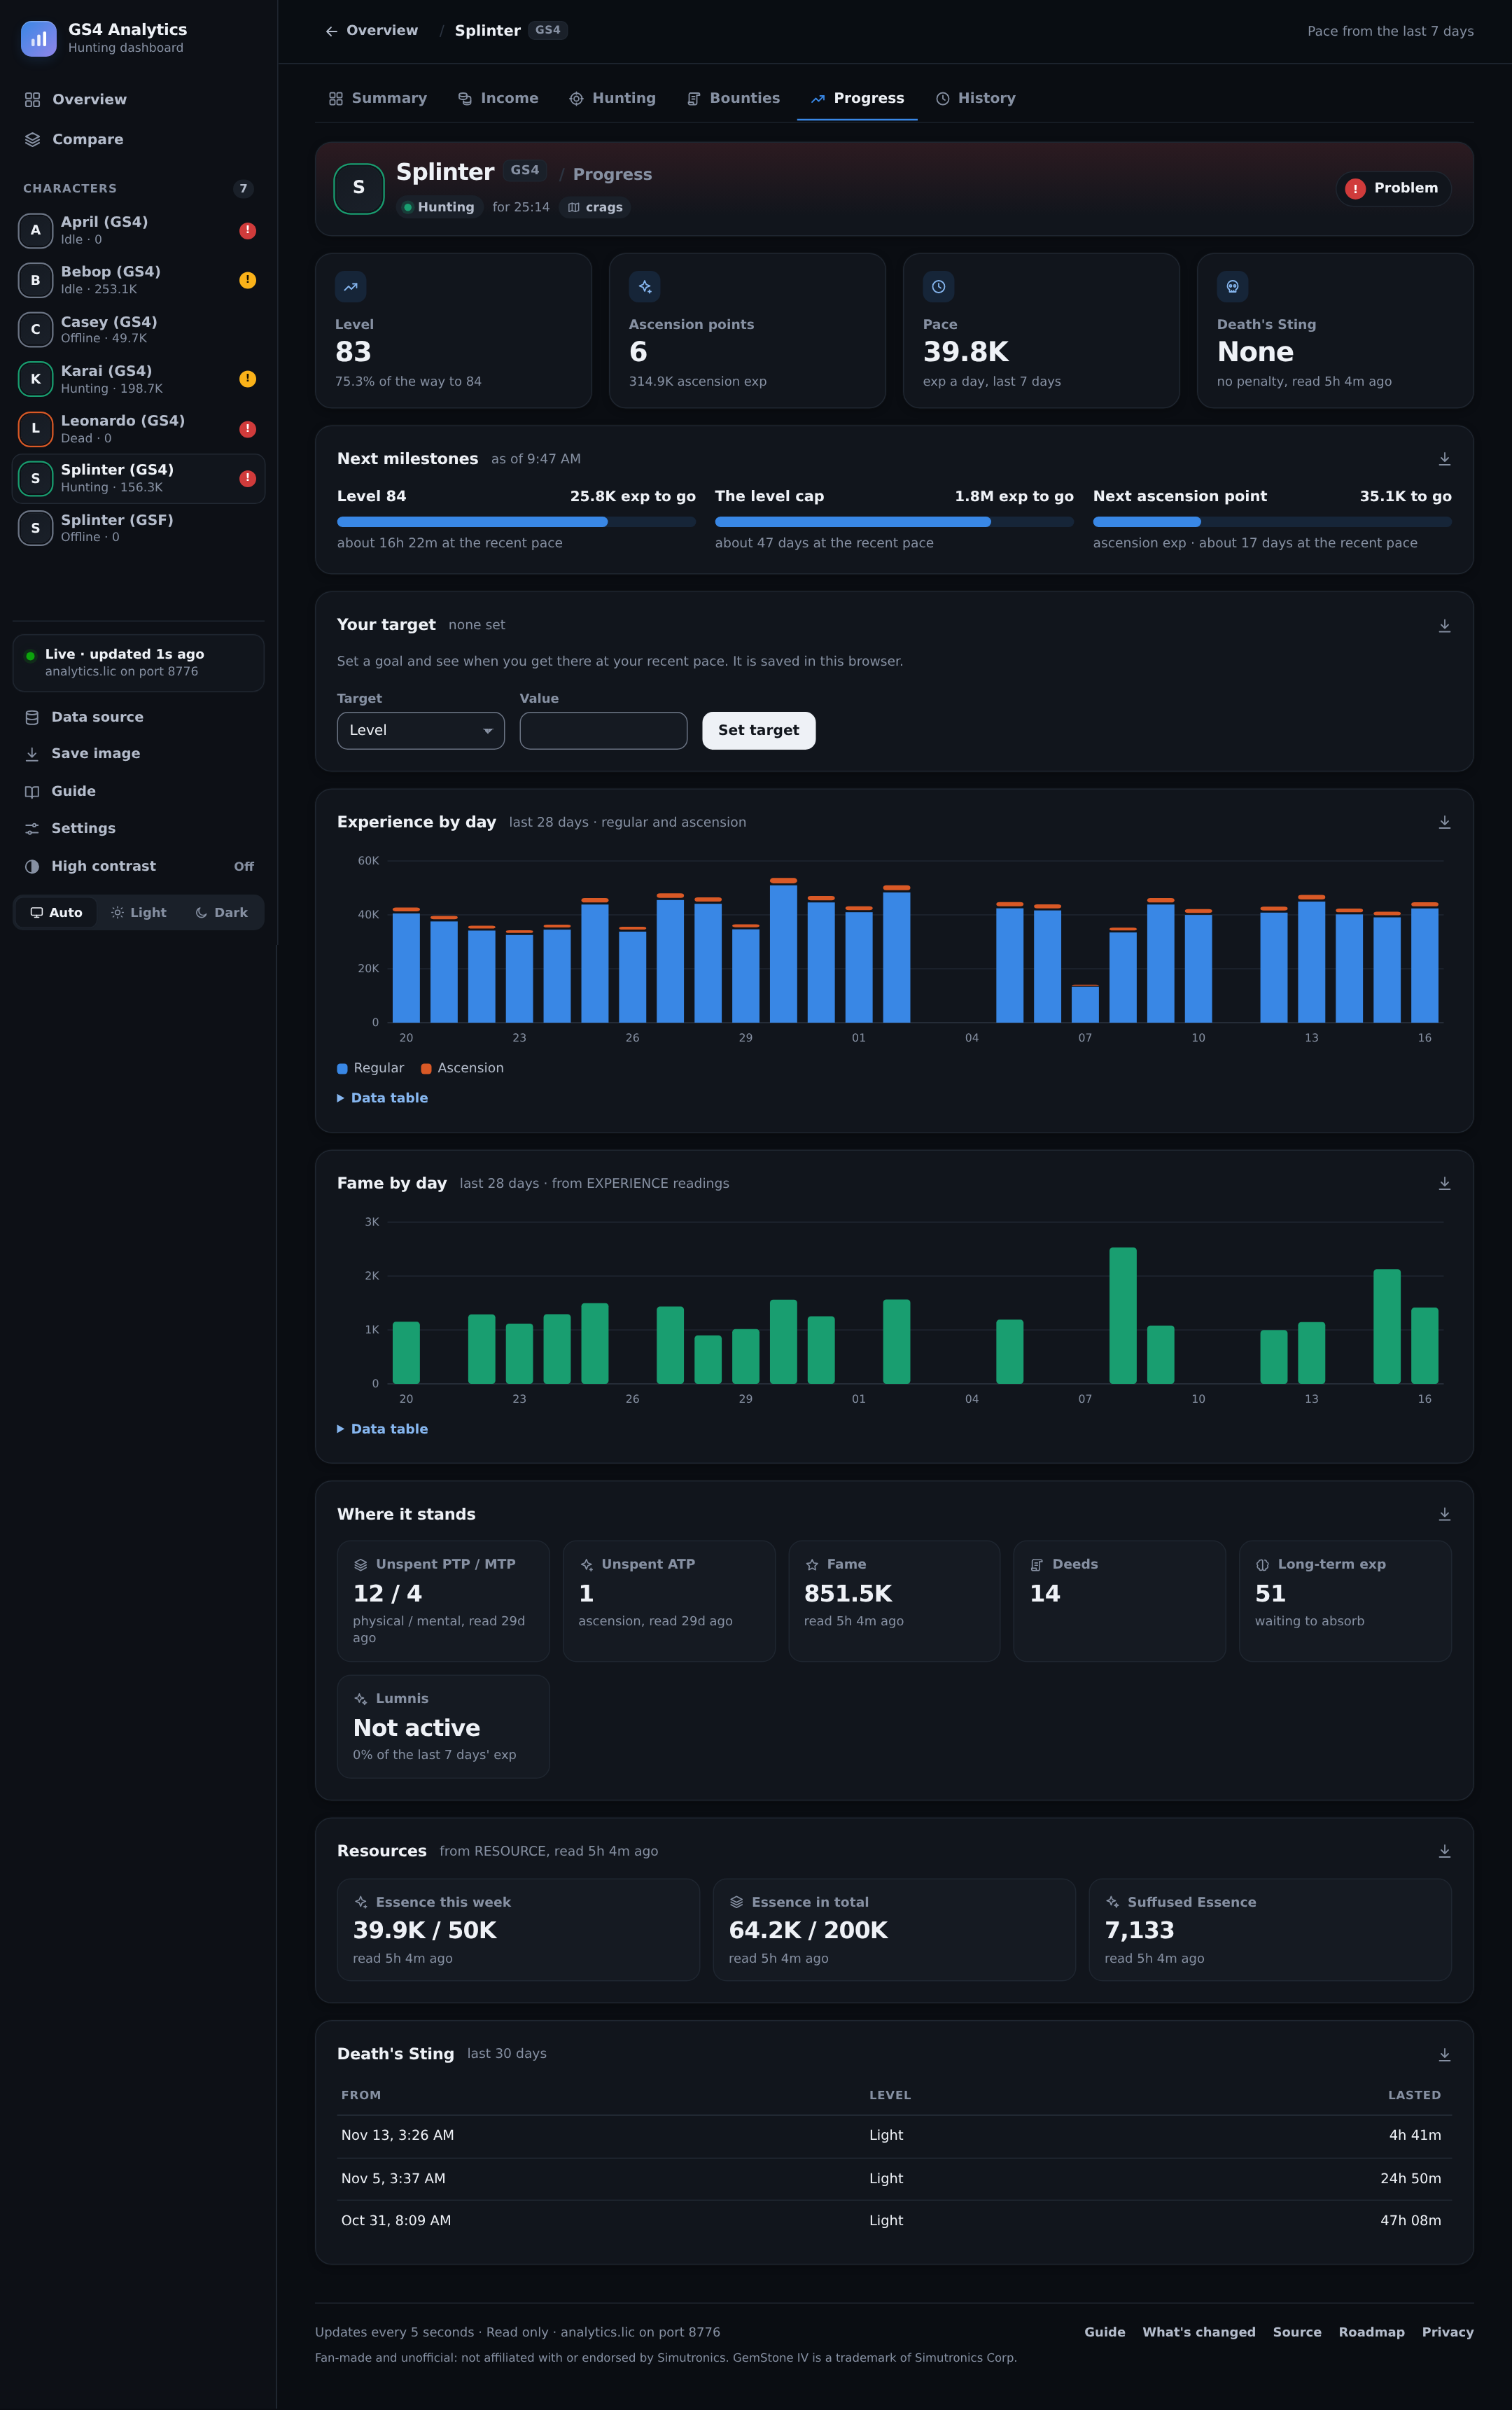 GS4 Analytics
Hunting dashboard
Overview
Compare
CHARACTERS 7
A April (GS4) !
Idle · 0
B Bebop (GS4) !
Idle · 253.1K
C Casey (GS4)
Offline · 49.7K
K Karai (GS4) !
Hunting · 198.7K
L Leonardo (GS4) !
Dead · 0
S Splinter (GS4) !
Hunting · 156.3K
S Splinter (GSF)
Offline · 0
Live · updated 1s ago
analytics.lic on port 8776
Data source
Save image
Guide
Settings
High contrast Off
Auto Light Dark
← Overview / Splinter GS4 Pace from the last 7 days
Summary Income Hunting Bounties Progress History
S Splinter GS4 / Progress
Hunting for 25:14 crags
! Problem
Level
83
75.3% of the way to 84
Ascension points
6
314.9K ascension exp
Pace
39.8K
exp a day, last 7 days
Death's Sting
None
no penalty, read 5h 4m ago
Next milestones as of 9:47 AM
Level 84 25.8K exp to go
about 16h 22m at the recent pace
The level cap 1.8M exp to go
about 47 days at the recent pace
Next ascension point 35.1K to go
ascension exp · about 17 days at the recent pace
Your target none set
Set a goal and see when you get there at your recent pace. It is saved in this browser.
Target Value
Level Set target
Experience by day last 28 days · regular and ascension
60K
40K
20K
0
20 23 26 29 01 04 07 10 13 16
Regular Ascension
Data table
Fame by day last 28 days · from EXPERIENCE readings
3K
2K
1K
0
20 23 26 29 01 04 07 10 13 16
Data table
Where it stands
Unspent PTP / MTP
12 / 4
physical / mental, read 29d
ago
Unspent ATP
1
ascension, read 29d ago
Fame
851.5K
read 5h 4m ago
Deeds
14
Long-term exp
51
waiting to absorb
Lumnis
Not active
0% of the last 7 days' exp
Resources from RESOURCE, read 5h 4m ago
Essence this week
39.9K / 50K
read 5h 4m ago
Essence in total
64.2K / 200K
read 5h 4m ago
Suffused Essence
7,133
read 5h 4m ago
Death's Sting last 30 days
FROM LEVEL LASTED
Nov 13, 3:26 AM Light 4h 41m
Nov 5, 3:37 AM Light 24h 50m
Oct 31, 8:09 AM Light 47h 08m
Updates every 5 seconds · Read only · analytics.lic on port 8776 Guide What's changed Source Roadmap Privacy
Fan-made and unofficial: not affiliated with or endorsed by Simutronics. GemStone IV is a trademark of Simutronics Corp.